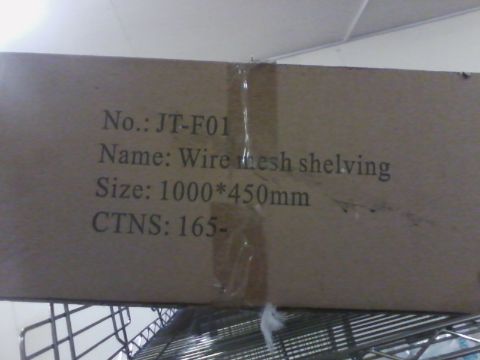 No.: JT-F01
Name: Wire mesh shelving
Size: 1000*450mm
CTNS: 165-